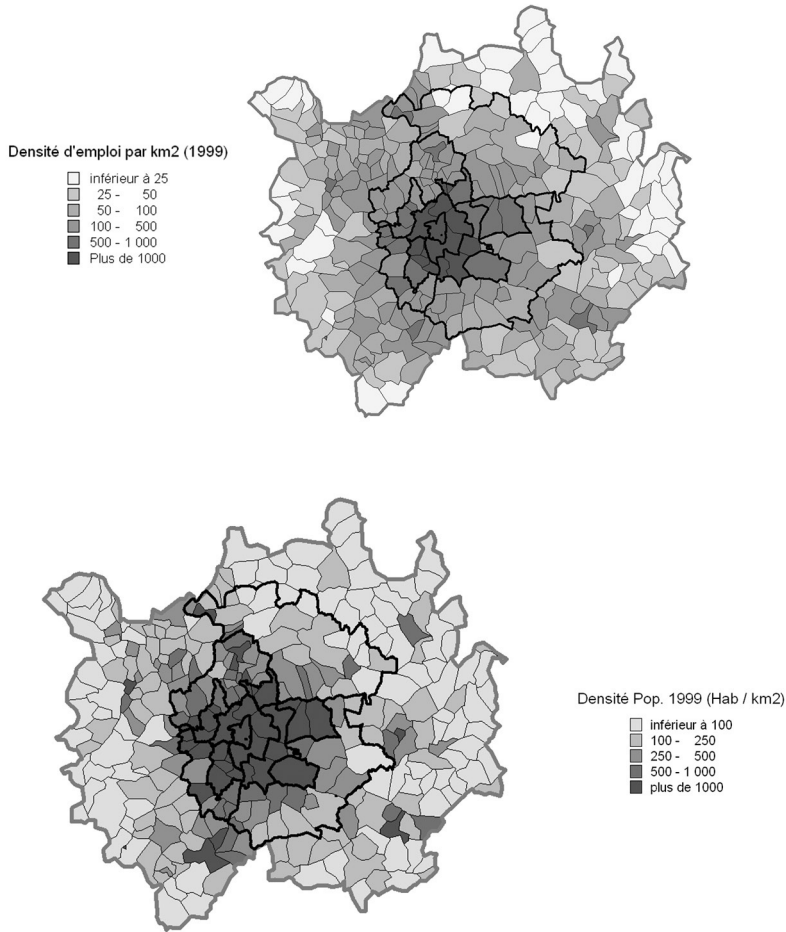 Densité d'emploi par km2 (1999)
inférieur à 25
25 - 50
50 - 100
100 - 500
500 - 1 000
Plus de 1000
Densité Pop. 1999 (Hab / km2)
inférieur à 100
100 - 250
250 - 500
500 - 1 000
plus de 1000